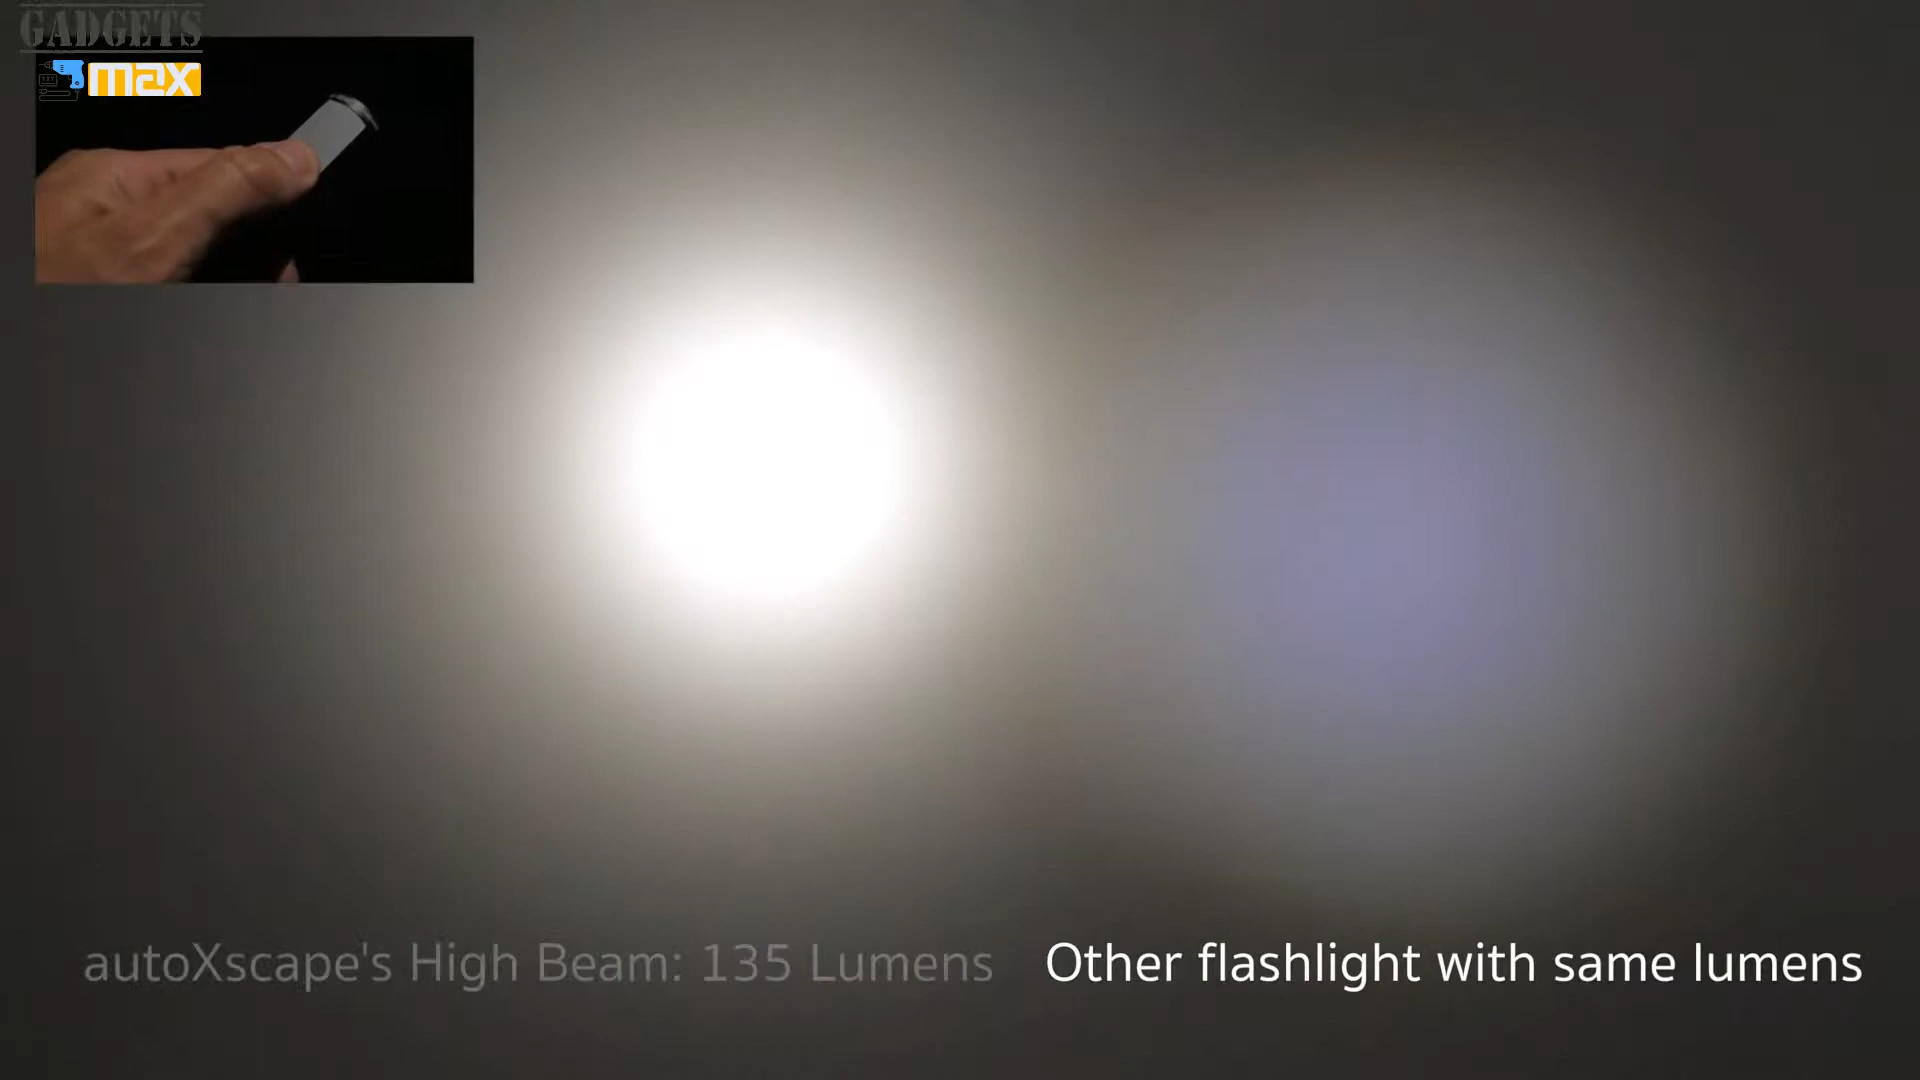 GADGETS
max
autoXscape's High Beam: 135 Lumens
Other flashlight with same lumens